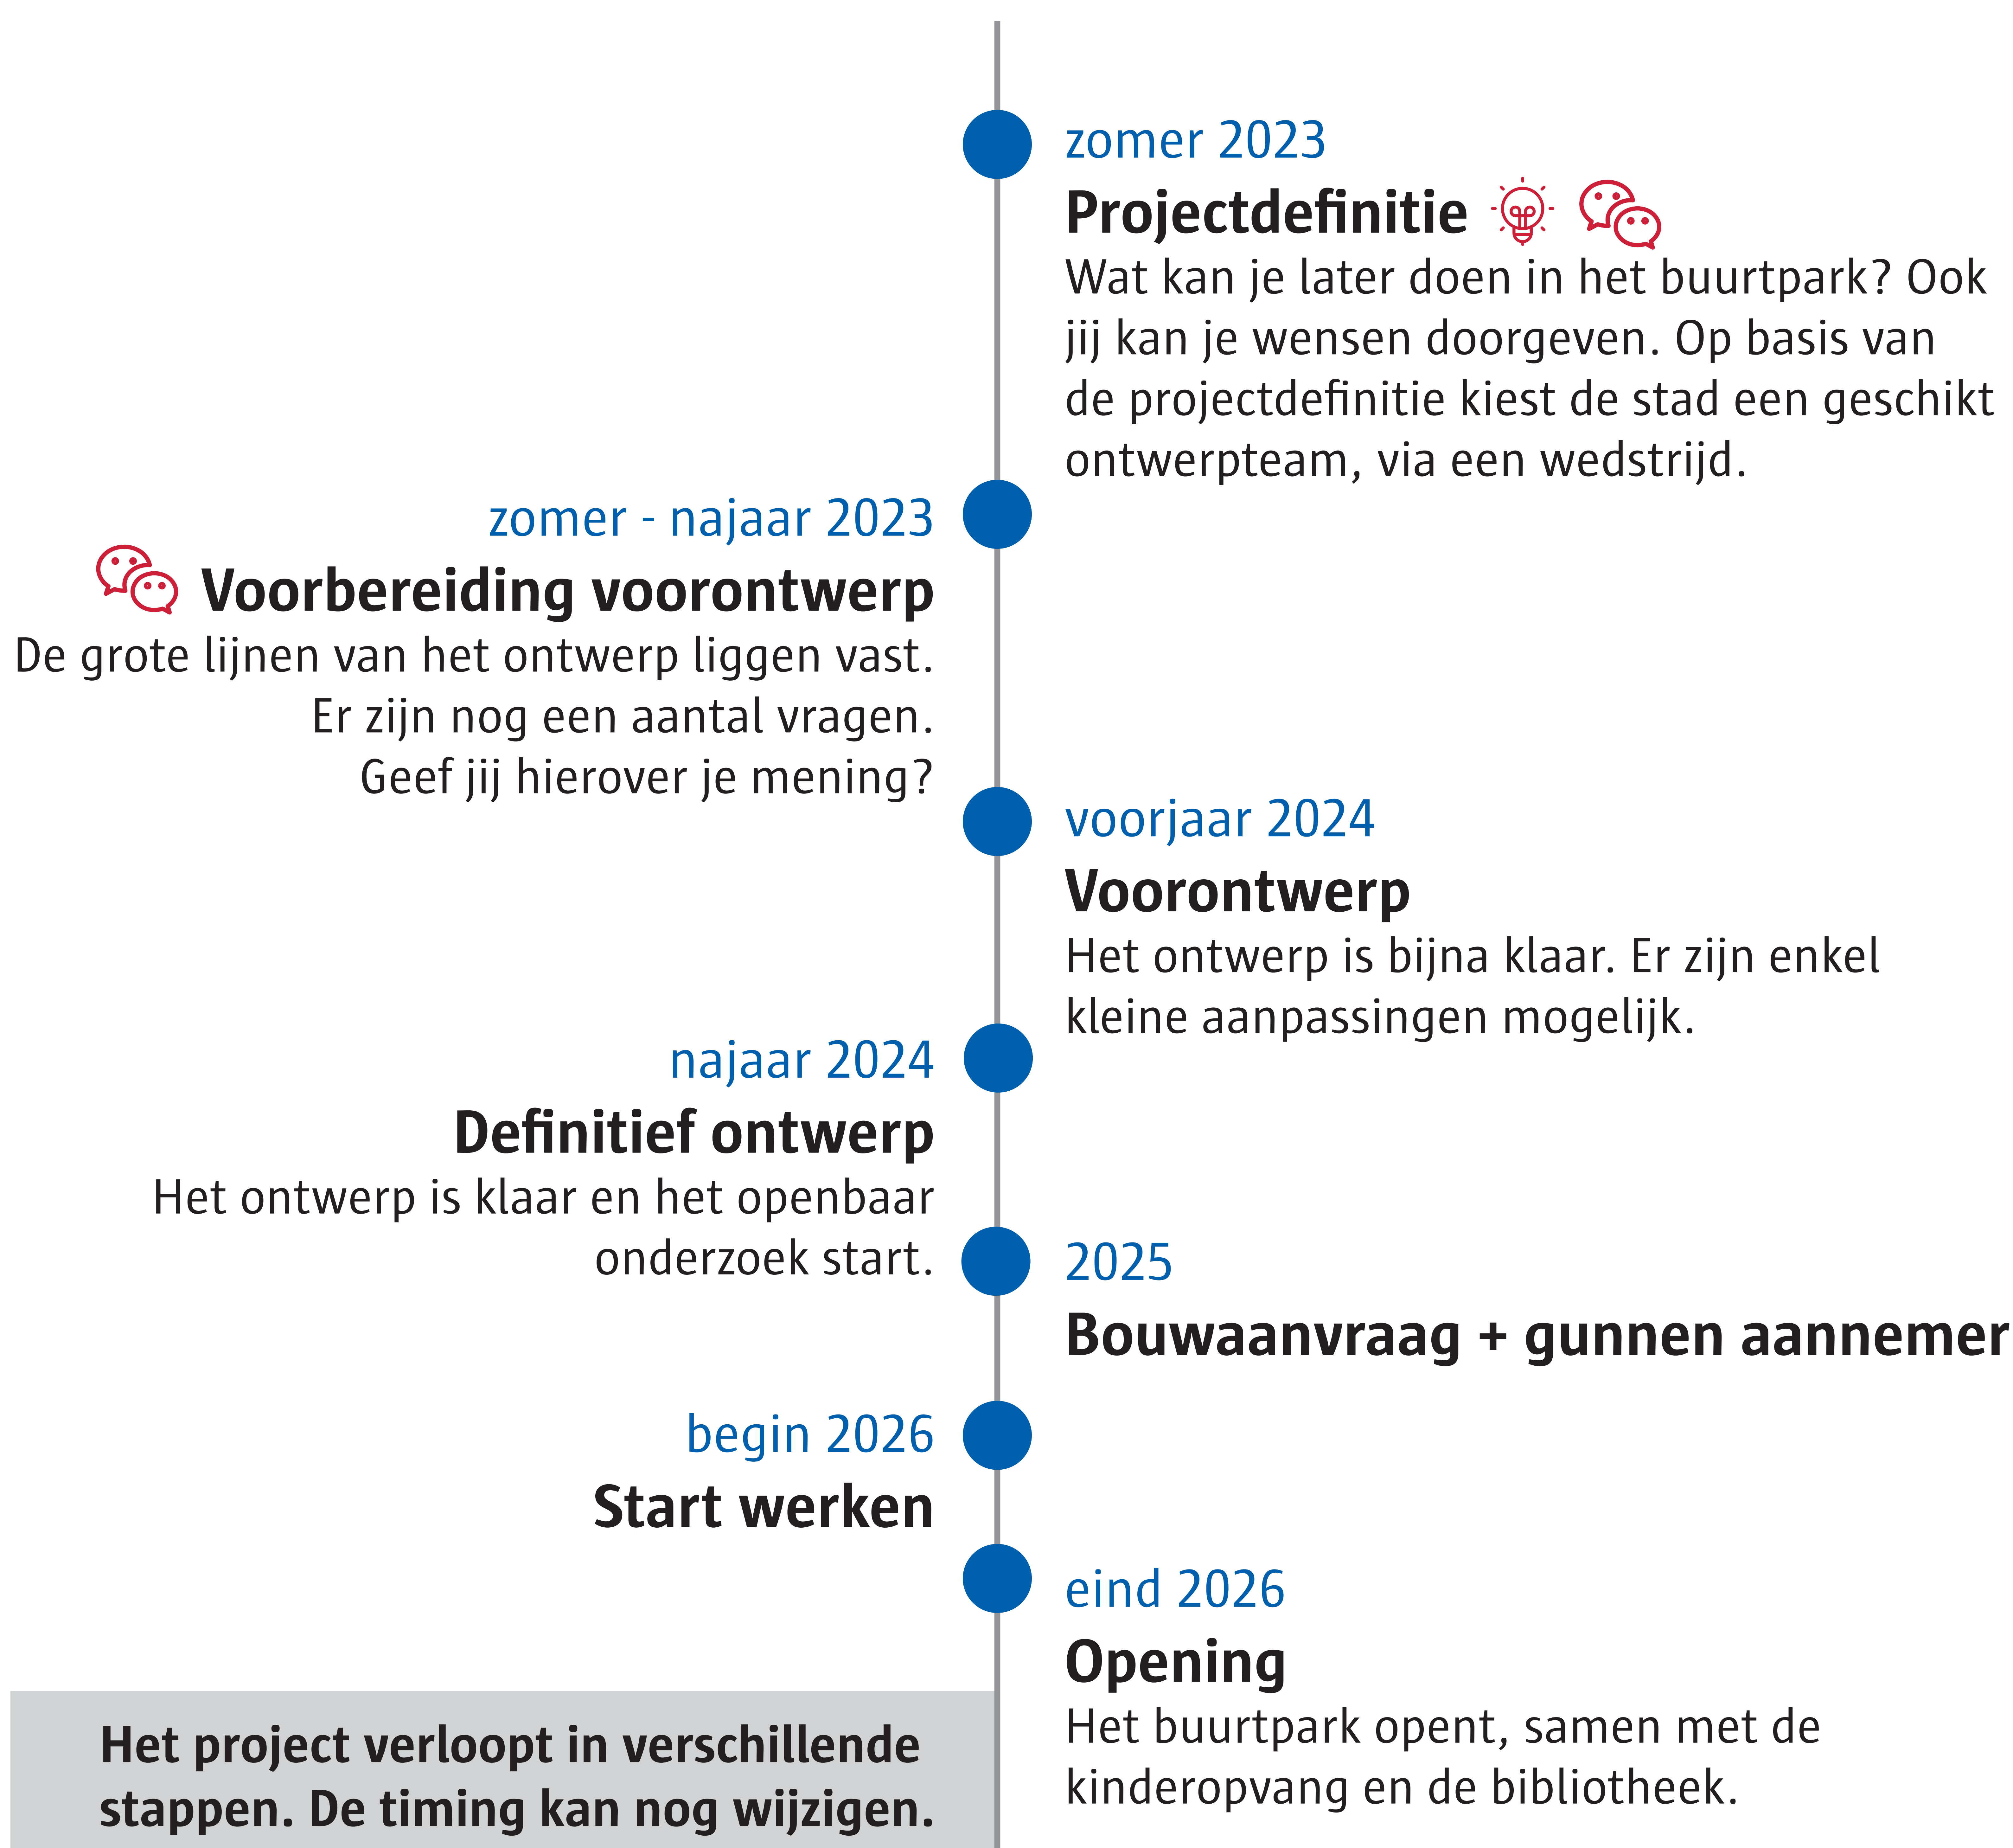 zomer 2023
Projectdefinitie
Wat kan je later doen in het buurtpark? Ook
jij kan je wensen doorgeven. Op basis van
de projectdefinitie kiest de stad een geschikt
ontwerpteam, via een wedstrijd.
zomer - najaar 2023
Voorbereiding voorontwerp
De grote lijnen van het ontwerp liggen vast.
Er zijn nog een aantal vragen.
Geef jij hierover je mening?
voorjaar 2024
Voorontwerp
Het ontwerp is bijna klaar. Er zijn enkel
kleine aanpassingen mogelijk.
najaar 2024
Definitief ontwerp
Het ontwerp is klaar en het openbaar
onderzoek start.
2025
Bouwaanvraag + gunnen aannemer
begin 2026
Start werken
eind 2026
Opening
Het buurtpark opent, samen met de
kinderopvang en de bibliotheek.
Het project verloopt in verschillende
stappen. De timing kan nog wijzigen.